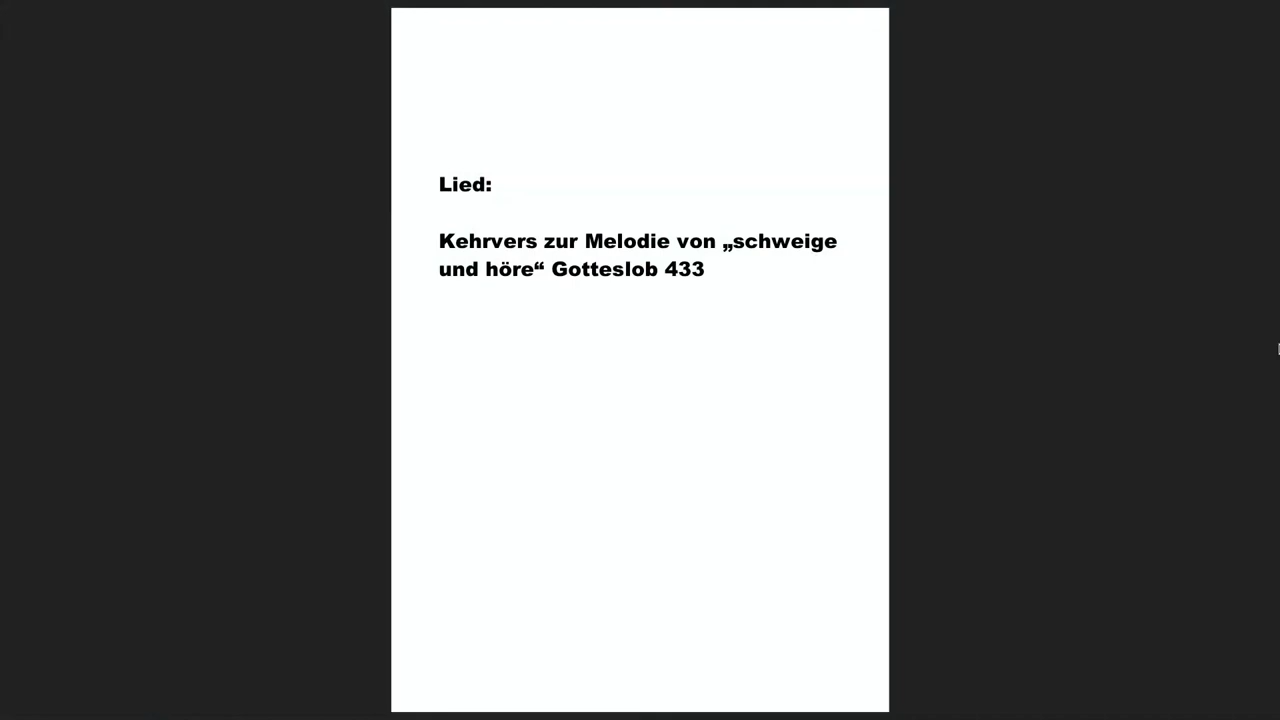 Lied:
Kehrvers zur Melodie von „schweige
und höre“ Gotteslob 433